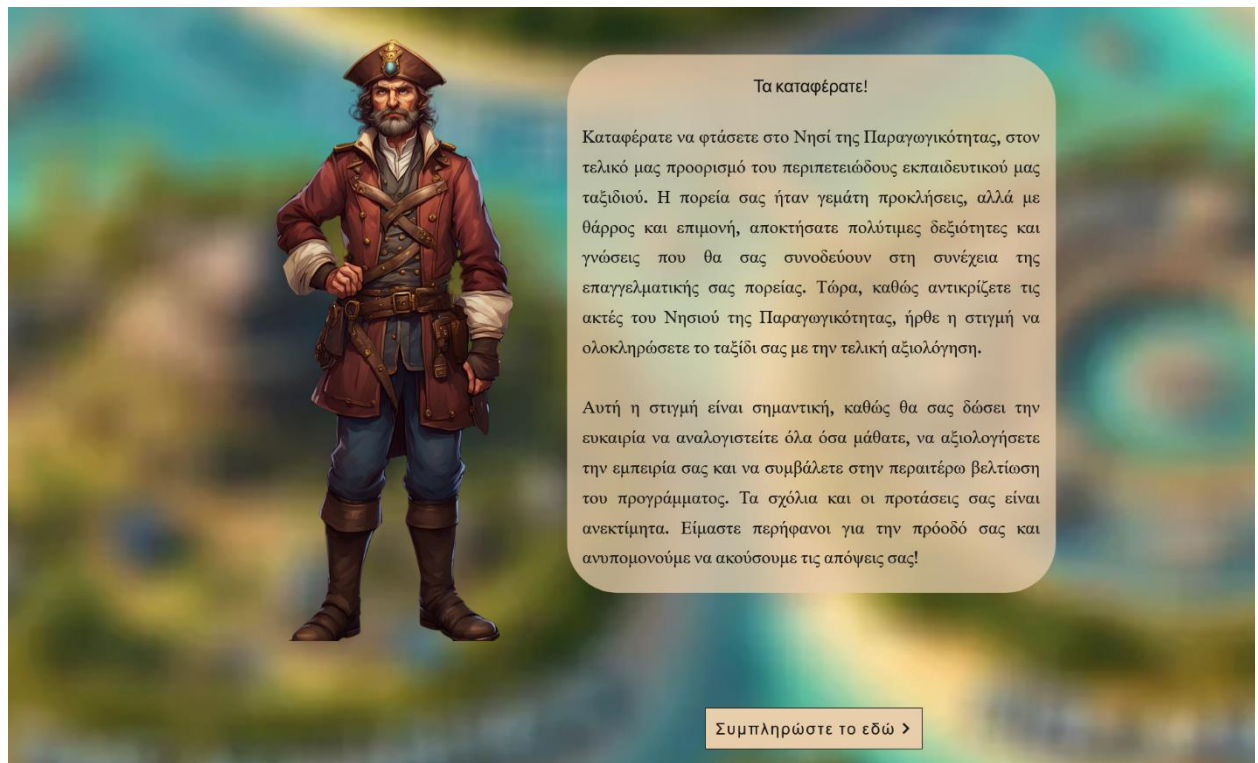 Τα καταφέρατε!
Καταφέρατε να φτάσετε στο Νησί της Παραγωγικότητας, στον
τελικό μας προορισμό του περιπετειώδους εκπαιδευτικού μας
ταξιδιού. Η πορεία σας ήταν γεμάτη προκλήσεις, αλλά με
θάρρος και επιμονή, αποκτήσατε πολύτιμες δεξιότητες και
γνώσεις που θα σας συνοδεύουν στη συνέχεια της
επαγγελματικής σας πορείας. Τώρα, καθώς αντικρίζετε τις
ακτές του Νησιού της Παραγωγικότητας, ήρθε η στιγμή να
ολοκληρώσετε το ταξίδι σας με την τελική αξιολόγηση.
Αυτή η στιγμή είναι σημαντική, καθώς θα σας δώσει την
ευκαιρία να αναλογιστείτε όλα όσα μάθατε, να αξιολογήσετε
την εμπειρία σας και να συμβάλετε στην περαιτέρω βελτίωση
του προγράμματος. Τα σχόλια και οι προτάσεις σας είναι
ανεκτίμητα. Είμαστε περήφανοι για την πρόοδό σας και
ανυπομονούμε να ακούσουμε τις απόψεις σας!
Συμπληρώστε το εδώ >